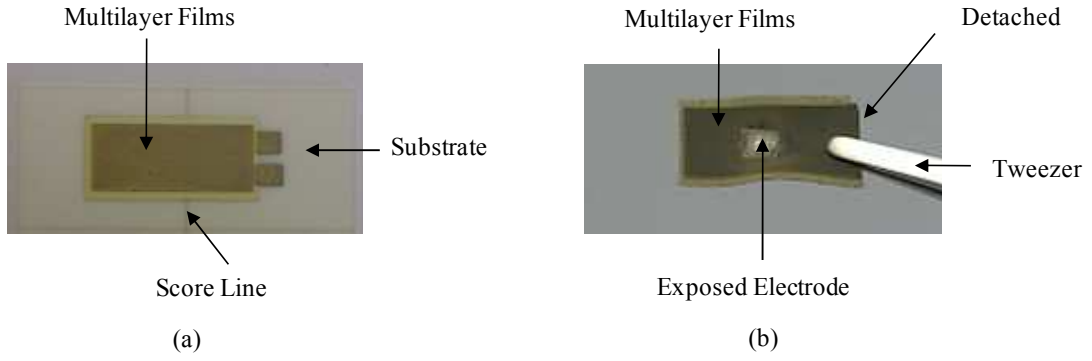 Multilayer Films
Substrate
Score Line
(a)
Multilayer Films
Detached
Tweezer
Exposed Electrode
(b)